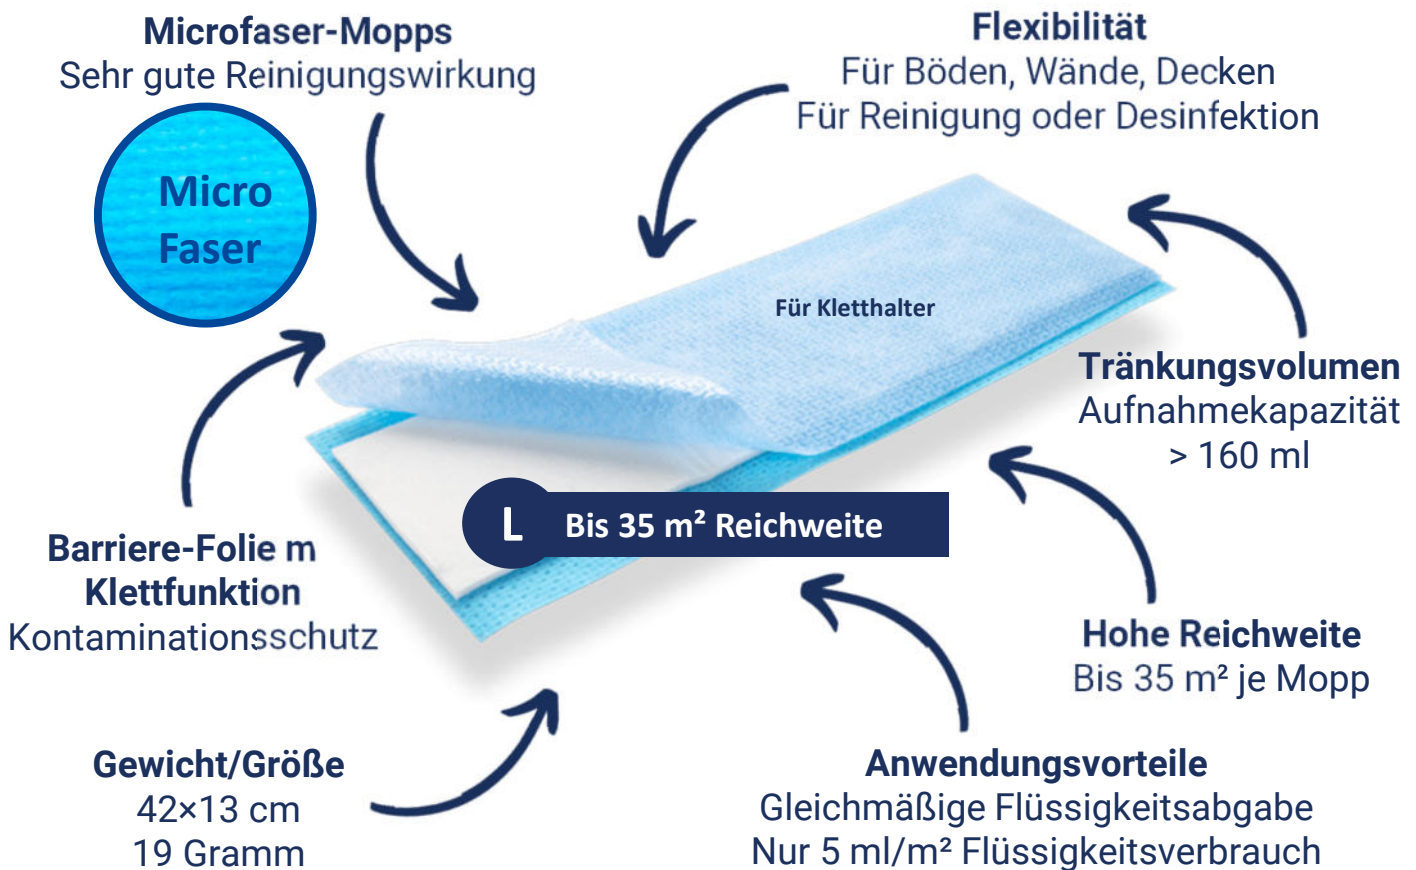 Microfaser-Mopps
Sehr gute Reinigungswirkung
Flexibilität
Für Böden, Wände, Decken
Für Reinigung oder Desinfektion
Micro
Faser
Für Kletthalter
Tränkungsvolumen
Aufnahmekapazität
> 160 ml
L Bis 35 m² Reichweite
Barriere-Folie m
Klettfunktion
Kontaminationsschutz
Hohe Reichweite
Bis 35 m² je Mopp
Gewicht/Größe
42×13 cm
19 Gramm
Anwendungsvorteile
Gleichmäßige Flüssigkeitsabgabe
Nur 5 ml/m² Flüssigkeitsverbrauch